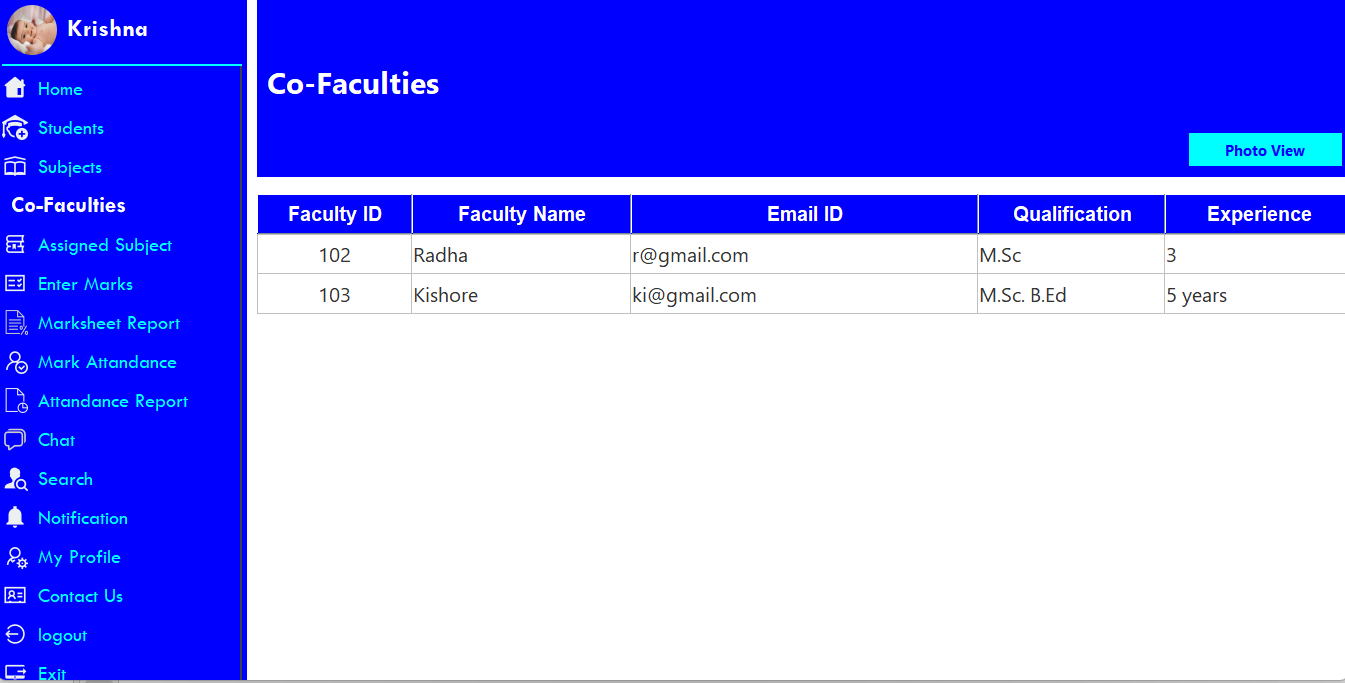 Krishna
Home
Students
Subjects
Co-Faculties
Assigned Subject
Enter Marks
Marksheet Report
Mark Attandance
Attandance Report
Chat
Search
Notification
My Profile
Contact Us
logout
Exit
Co-Faculties
Photo View
Faculty ID Faculty Name Email ID Qualification Experience
102 Radha r@gmail.com M.Sc 3
103 Kishore ki@gmail.com M.Sc. B.Ed 5 years